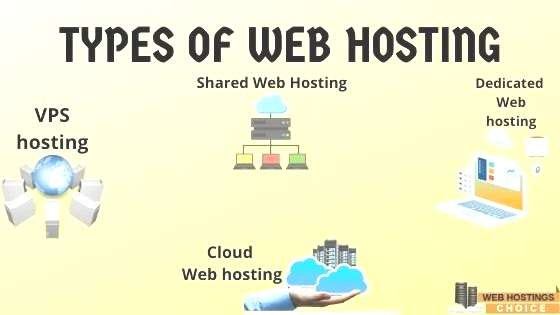 TYPES OF WEB HOSTING
Shared Web Hosting
Dedicated
Web
hosting
VPS
hosting
Cloud
Web hosting
WEB HOSTINGS
CHOICE